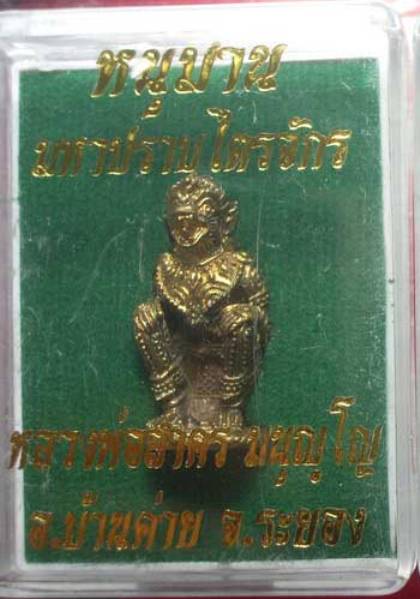 หนุมาน
มหาปราบไตรจักร
หลวงพ่อสาคร มนุญฺโญ
อ.บ้านค่าย จ.ระยอง